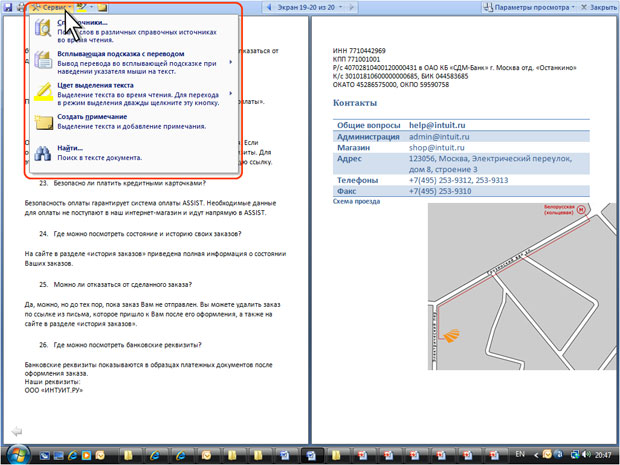 Сервис
Экран 19-20 из 20
Параметры просмотра
Закрыть
Справочники...
Поиск слов в различных справочных источниках
во время чтения.
Всплывающая подсказка с переводом
Вывод перевода во всплывающей подсказке при
наведении указателя мыши на текст.
Цвет выделения текста
Выделение текста во время чтения. Для перехода
в режим выделения дважды щелкните эту кнопку.
Создать примечание
Выделение текста и добавление примечания.
Найти...
Поиск в тексте документа.
тказаться от
латы».
Если
ить. Для
ю ссылку.
23. Безопасно ли платить кредитными карточками?
Безопасность оплаты гарантирует система оплаты ASSIST. Необходимые данные
для оплаты не поступают в наш интернет-магазин и идут напрямую в ASSIST.
24. Где можно посмотреть состояние и историю своих заказов?
На сайте в разделе «история заказов» приведена полная информация о состоянии
Ваших заказов.
25. Можно ли отказаться от сделанного заказа?
Да, можно, но до тех пор, пока заказ Вам не отправлен. Вы можете удалить заказ
по ссылке из письма, которое пришло к Вам после его оформления, а также на
сайте в разделе «история заказов».
26. Где можно посмотреть банковские реквизиты?
Банковские реквизиты показываются в образцах платежных документов после
оформления заказа.
Наши реквизиты:
ООО «ИНТУИТ.РУ»
ИНН 7710442969
КПП 771001001
Р/с 40702810400120000431 в ОАО КБ «СДМ-Банк» г. Москва отд. «Останкино»
К/с 30101810600000000685, БИК 044583685
ОКАТО 45286575000, ОКПО 59590758
Контакты
Общие вопросы help@intuit.ru
Администрация admin@intuit.ru
Магазин shop@intuit.ru
Адрес 123056, Москва, Электрический переулок,
дом 8, строение 3
Телефоны +7(495) 253-9312, 253-9313
Факс +7(495) 253-9310
Схема проезда
Белорусская
(кольцевая)
М
EN
20:47